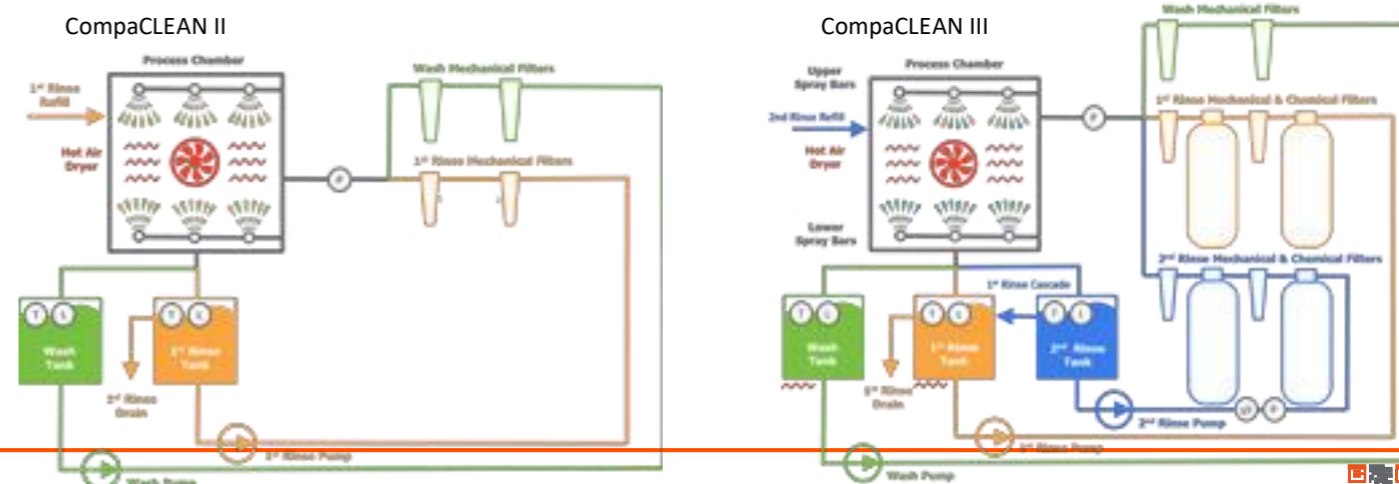 CompaCLEAN II
Process Chamber
1st Rinse
Refill
Hot Air
Dryer
Wash Mechanical Filters
1st Rinse Mechanical Filters
P
T L
Wash
Tank
T L
1st Rinse
Tank
1st Rinse
Drain
1st Rinse Pump
Wash Pump
CompaCLEAN III
Process Chamber
Upper
Spray Bars
2nd Rinse Refill
Hot Air
Dryer
Lower
Spray Bars
P
Wash Mechanical Filters
1st Rinse Mechanical & Chemical Filters
2nd Rinse Mechanical & Chemical Filters
1st Rinse Cascade
T L
Wash
Tank
T L
1st Rinse
Tank
T L
2nd Rinse
Tank
1st Rinse
Drain
P
2nd Rinse Pump
1st Rinse Pump
Wash Pump